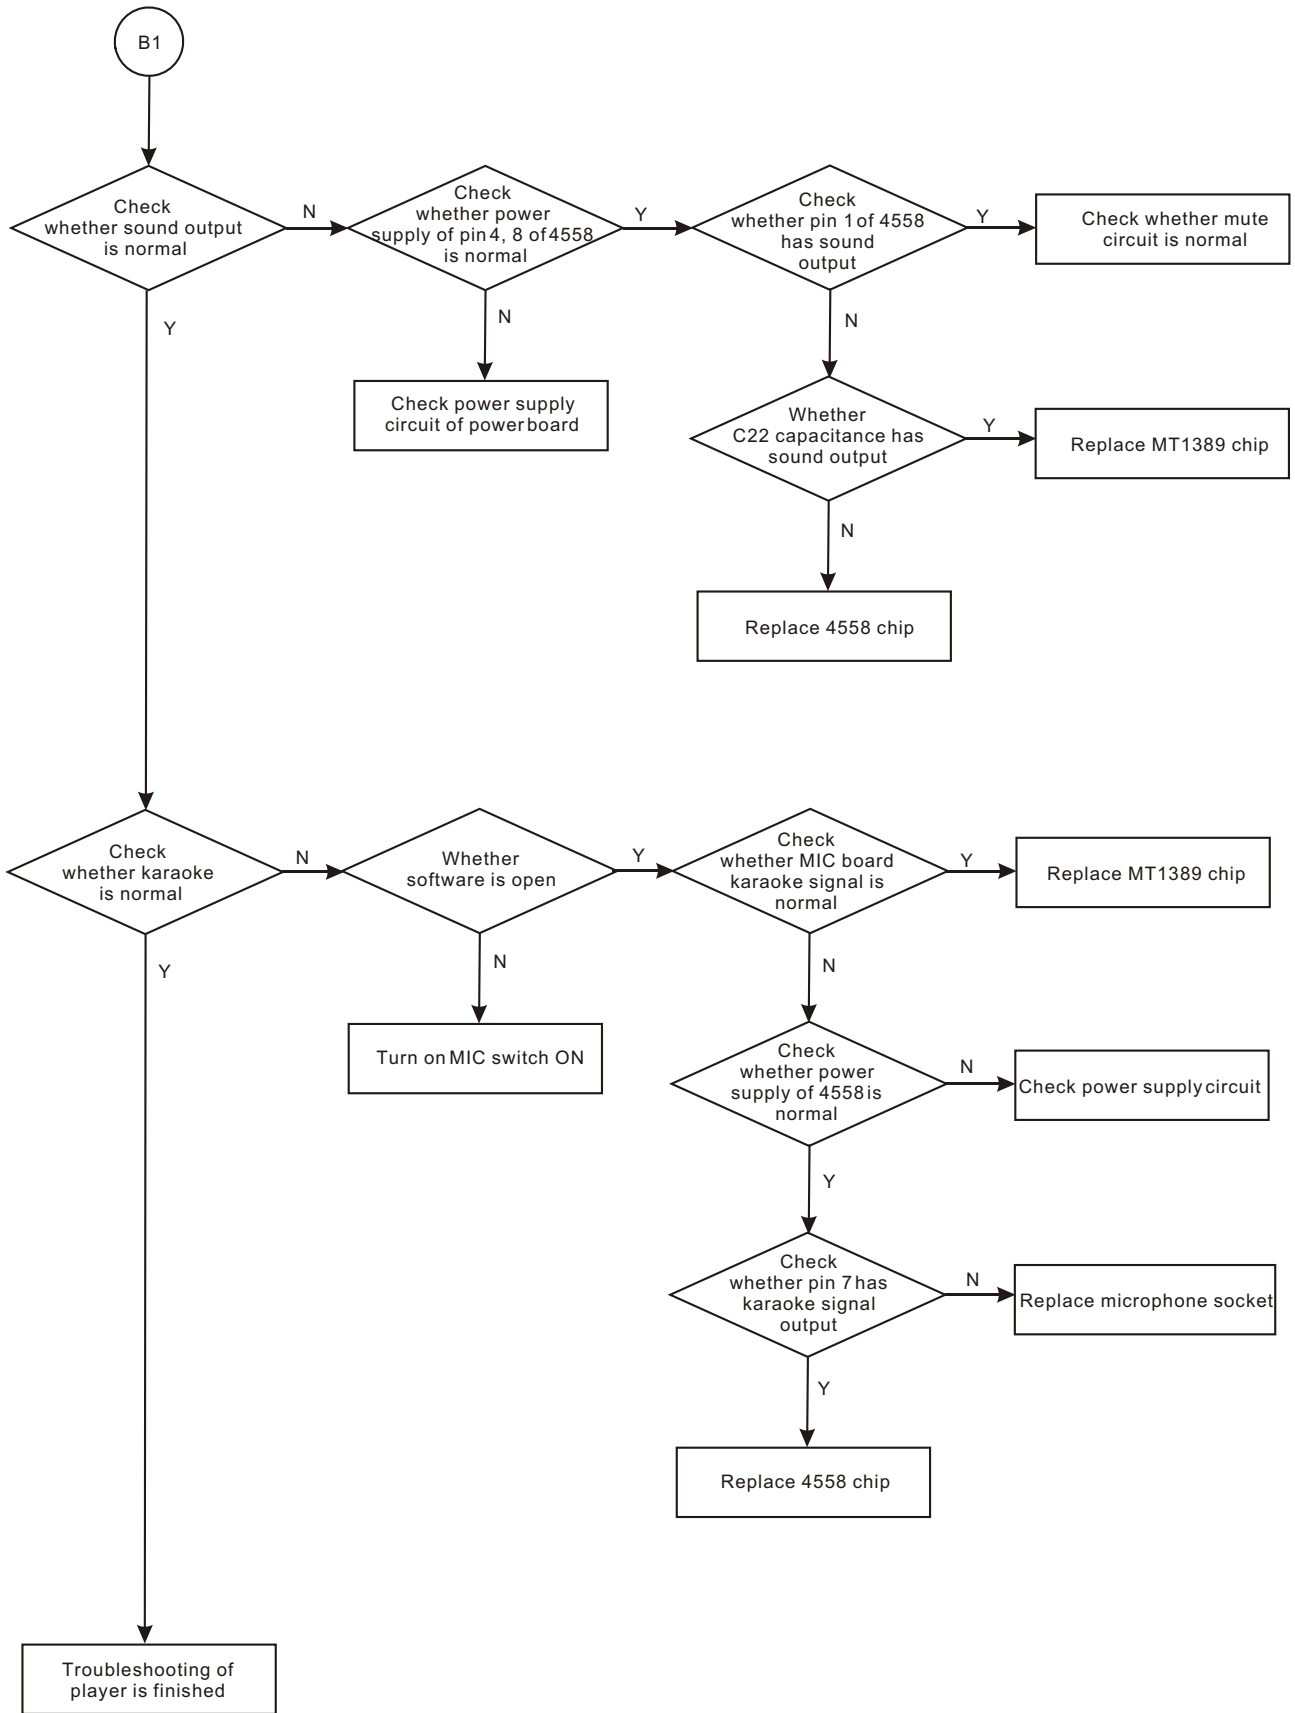 B1
Check
whether sound output
is normal
N
Check
whether power
supply of pin 4, 8 of 4558
is normal
Y
Check
whether pin 1 of 4558
has sound
output
Y
Check whether mute
circuit is normal
Y
N
N
Check power supply
circuit of powerboard
Whether
C22 capacitance has
sound output
Y
Replace MT1389 chip
N
Replace 4558 chip
Check
whether karaoke
is normal
N
Whether
software is open
Y
Check
whether MIC board
karaoke signal is
normal
Y
Replace MT1389 chip
Y
N
N
Turn on MIC switch ON
Check
whether power
supply of 4558 is
normal
N
Check power supply circuit
Y
Check
whether pin 7 has
karaoke signal
output
N
Replace microphone socket
Y
Replace 4558 chip
Troubleshooting of
player is finished